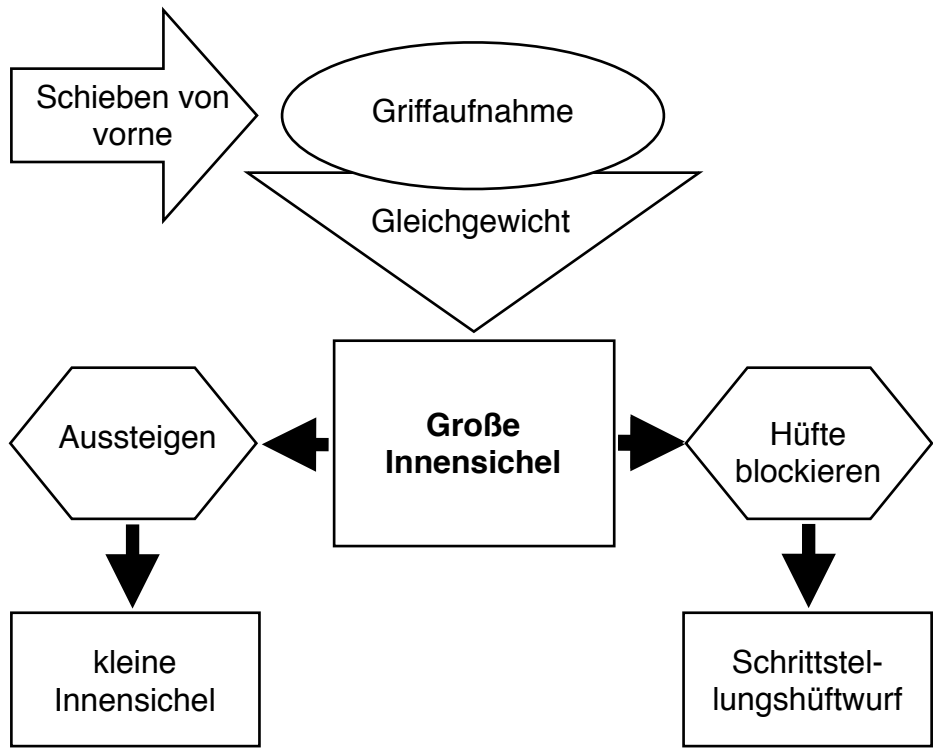 Schieben von
vorne
Griffaufnahme
Gleichgewicht
Aussteigen
Große
Innensichel
Hüfte
blockieren
kleine
Innensichel
Schrittstel-
lungshüftwurf